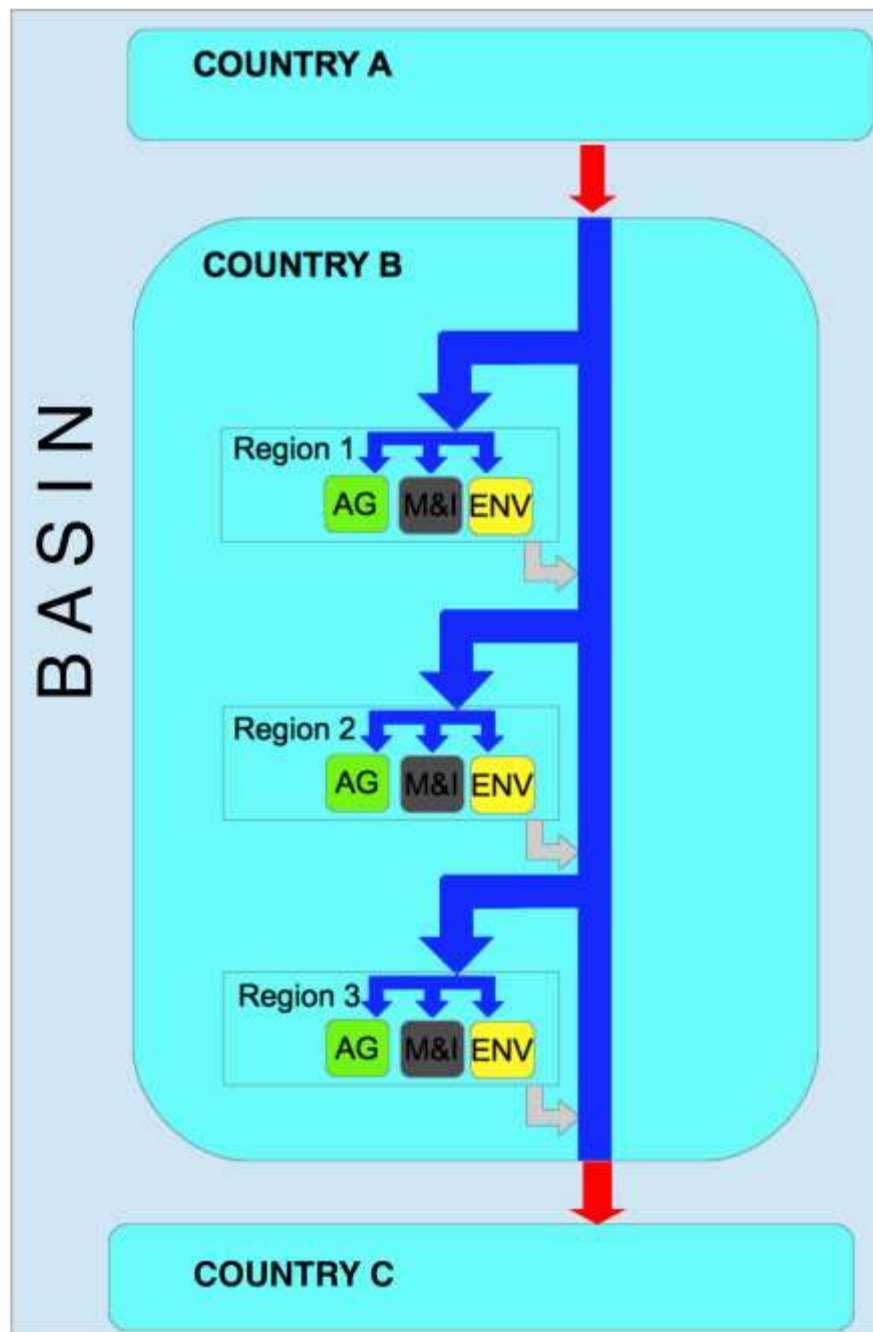 COUNTRY A
COUNTRY B
BASIN
Region 1
AG M&I ENV
Region 2
AG M&I ENV
Region 3
AG M&I ENV
COUNTRY C